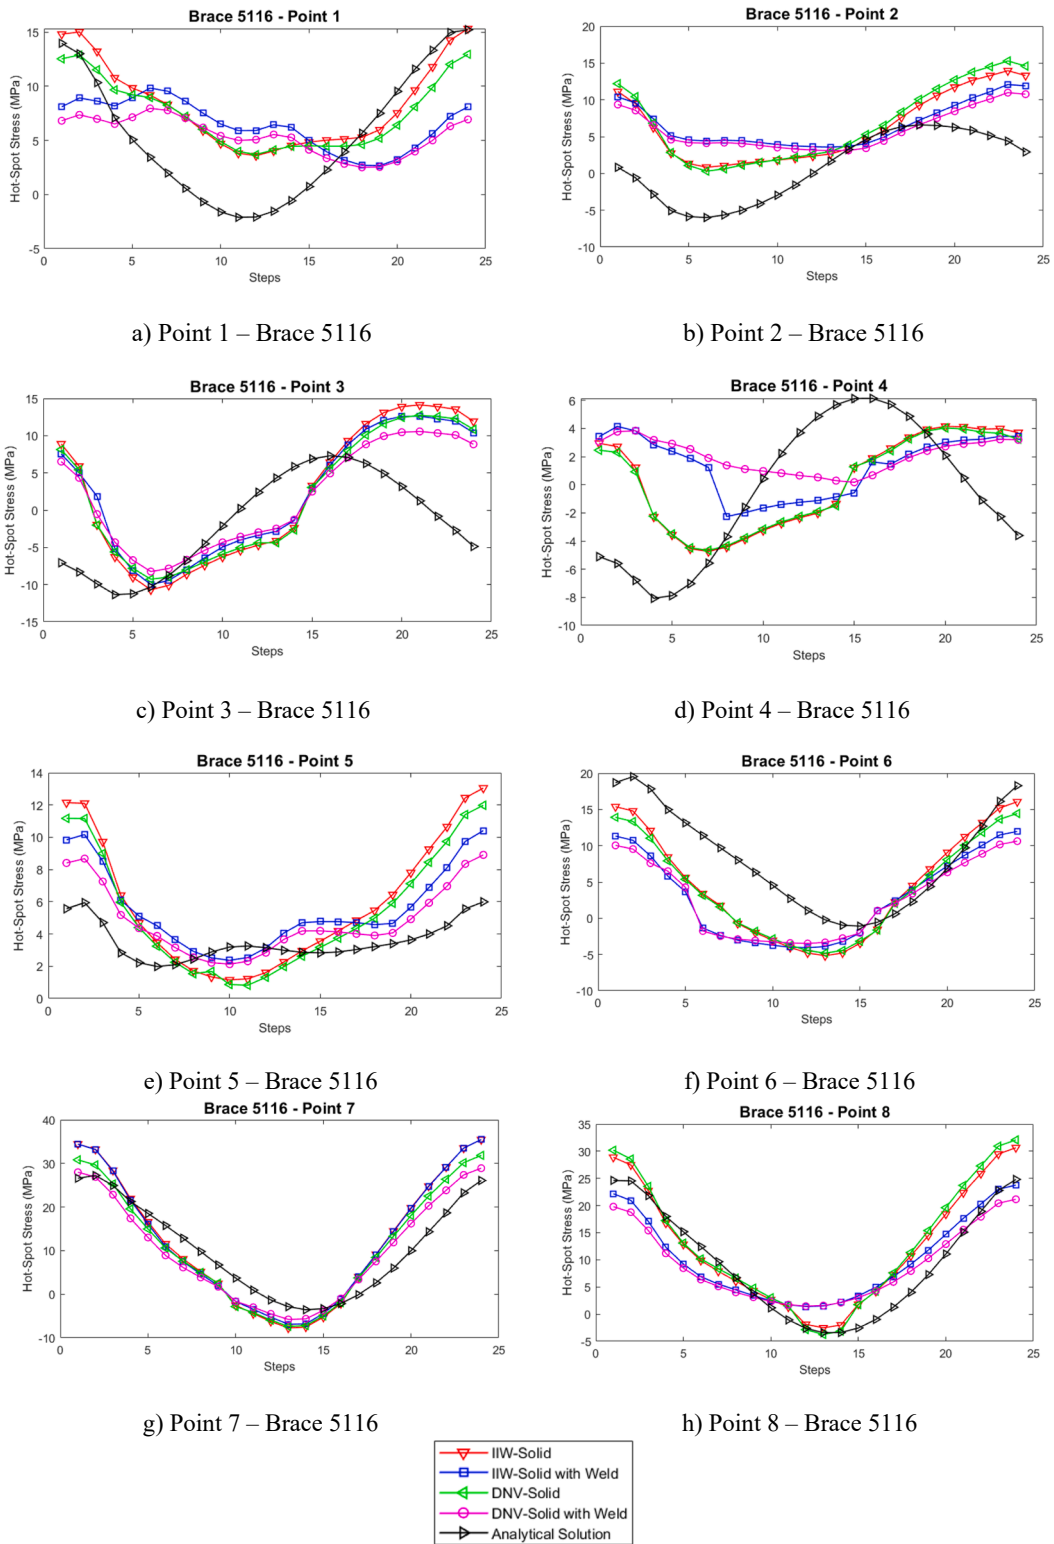 Brace 5116 - Point 1
Hot-Spot Stress (MPa)
15
10
5
0
-5
0 5 10 15 20 25
Steps
a) Point 1 – Brace 5116
Brace 5116 - Point 2
Hot-Spot Stress (MPa)
20
15
10
5
0
-5
-10
0 5 10 15 20 25
Steps
b) Point 2 – Brace 5116
Brace 5116 - Point 3
Hot-Spot Stress (MPa)
15
10
5
0
-5
-10
-15
0 5 10 15 20 25
Steps
c) Point 3 – Brace 5116
Brace 5116 - Point 4
Hot-Spot Stress (MPa)
6
4
2
0
-2
-4
-6
-8
-10
5 10 15 20 25
Steps
d) Point 4 – Brace 5116
Brace 5116 - Point 5
Hot-Spot Stress (MPa)
14
12
10
8
6
4
2
0
0 5 10 15 20 25
Steps
e) Point 5 – Brace 5116
Brace 5116 - Point 6
Hot-Spot Stress (MPa)
20
15
10
5
0
-5
-10
0 5 10 15 20 25
Steps
f) Point 6 – Brace 5116
Brace 5116 - Point 7
Hot-Spot Stress (MPa)
40
30
20
10
0
-10
0 5 10 15 20 25
Steps
g) Point 7 – Brace 5116
Brace 5116 - Point 8
Hot-Spot Stress (MPa)
35
30
25
20
15
10
5
0
-5
0 5 10 15 20 25
Steps
h) Point 8 – Brace 5116
IIW-Solid
IIW-Solid with Weld
DNV-Solid
DNV-Solid with Weld
Analytical Solution